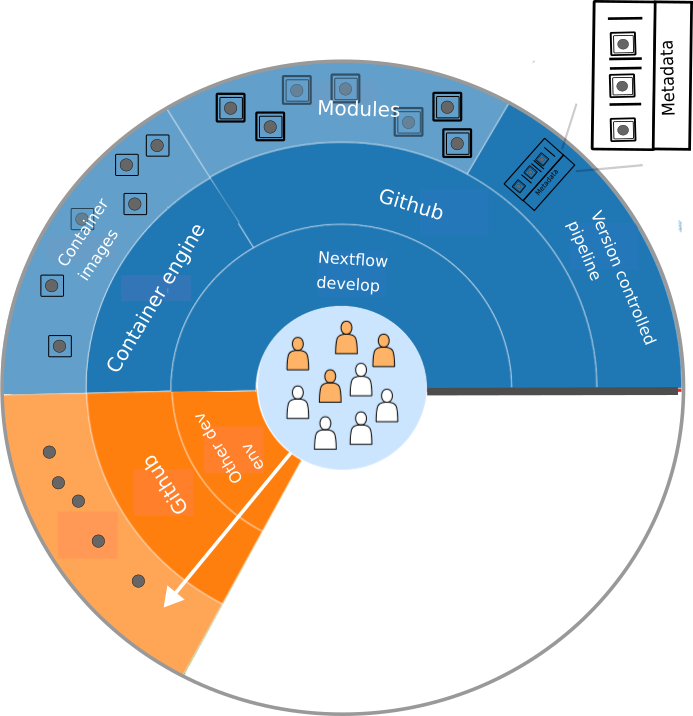 Metadata
Modules
Metadata
Container
images
Github
Version controlled
pipeline
Container engine
Nextflow
develop
Other dev
env
Github